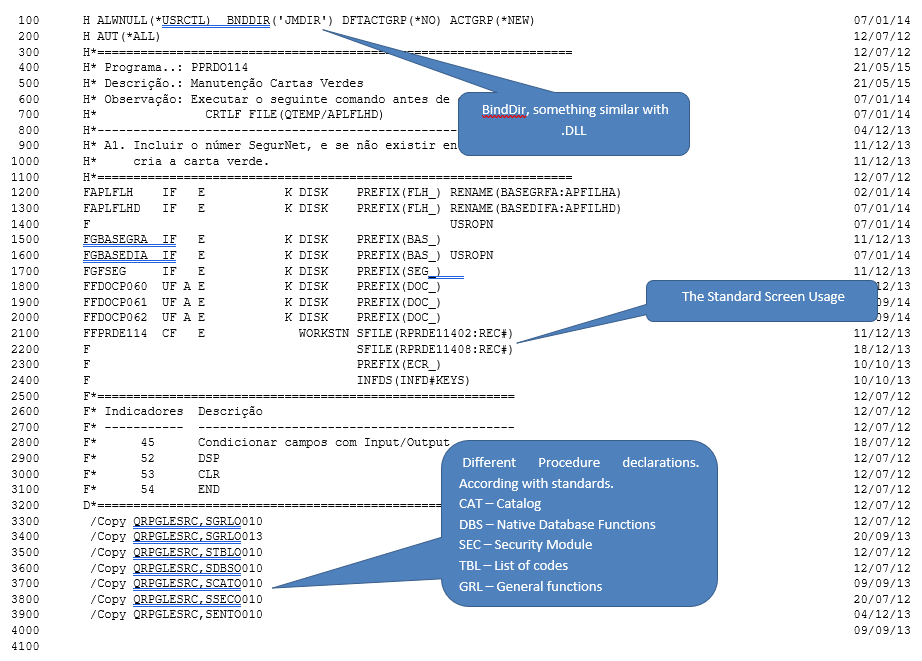 100 H ALWNULL(*USRCTL) BNDDIR('JMDIR') DFTACTGRP(*NO) ACTGRP(*NEW) 07/01/14
200 H AUT(*ALL) 12/07/12
300 H*================================================================== 12/07/12
400 H* Programa..: PPRDO114 21/05/15
500 H* Descrição.: Manutenção Cartas Verdes 21/05/15
600 H* Observação: Executar o seguinte comando antes de 07/01/14
700 H* CRTLF FILE(QTEMP/APLFLHD) 07/01/14
BindDir, something similar with
.DLL
800 H*-------------------------------------------------- 04/12/13
900 H* A1. Incluir o númer SegurNet, e se não existir en 11/12/13
1000 H* cria a carta verde. 11/12/13
1100 H*================================================================== 12/07/12
1200 FAPLFLH IF E K DISK PREFIX(FLH_) RENAME(BASEGRFA:APFILHA) 02/01/14
1300 FAPLFLHD IF E K DISK PREFIX(FLH_) RENAME(BASEDIFA:APFILHD) 07/01/14
1400 F USROPN 07/01/14
1500 FGBASEGRA IF E K DISK PREFIX(BAS_) 11/12/13
1600 FGBASEDIA IF E K DISK PREFIX(BAS_) USROPN 07/01/14
1700 FGFSEG IF E K DISK PREFIX(SEG_) 11/12/13
1800 FFDOCP060 UF A E K DISK PREFIX(DOC_) 12/13
1900 FFDOCP061 UF A E K DISK PREFIX(DOC_) 09/14
2000 FFDOCP062 UF A E K DISK PREFIX(DOC_) 09/14
The Standard Screen Usage
2100 FFPRDE114 CF E WORKSTN SFILE(RPRDE11402:REC#) 11/12/13
2200 F SFILE(RPRDE11408:REC#) 18/12/13
2300 F PREFIX(ECR_) 10/10/13
2400 F INFDS(INFD#KEYS) 10/10/13
2500 F*========================================================== 12/07/12
2600 F* Indicadores Descrição 12/07/12
2700 F* ----------- -------------------------------------------- 12/07/12
2800 F* 45 Condicionar campos com Input/Output 18/07/12
2900 F* 52 DSP 12/07/12
3000 F* 53 CLR 12/07/12
3100 F* 54 END 12/07/12
3200 D*================================================ 12/07/12
3300 /Copy QRPGLESRC,SGRLO010 12/07/12
3400 /Copy QRPGLESRC,SGRLO013 20/09/13
3500 /Copy QRPGLESRC,STBLO010 12/07/12
3600 /Copy QRPGLESRC,SDBSO010 12/07/12
3700 /Copy QRPGLESRC,SCATO010 09/09/13
3800 /Copy QRPGLESRC,SSECO010 20/07/12
3900 /Copy QRPGLESRC,SENTO010 04/12/13
4000 09/09/13
4100
Different Procedure declarations.
According with standards.
CAT – Catalog
DBS – Native Database Functions
SEC – Security Module
TBL – List of codes
GRL – General functions